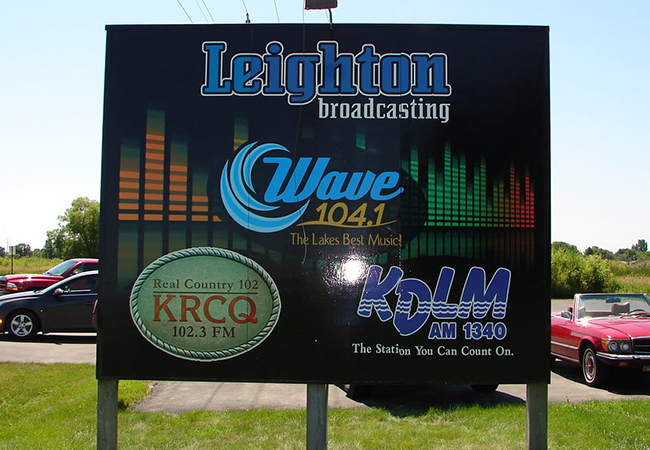 Leighton
broadcasting
Wave
104.1
The Lakes Best Music!
Real Country 102
KRCQ
102.3 FM
KDLM
AM 1340
The Station You Can Count On.